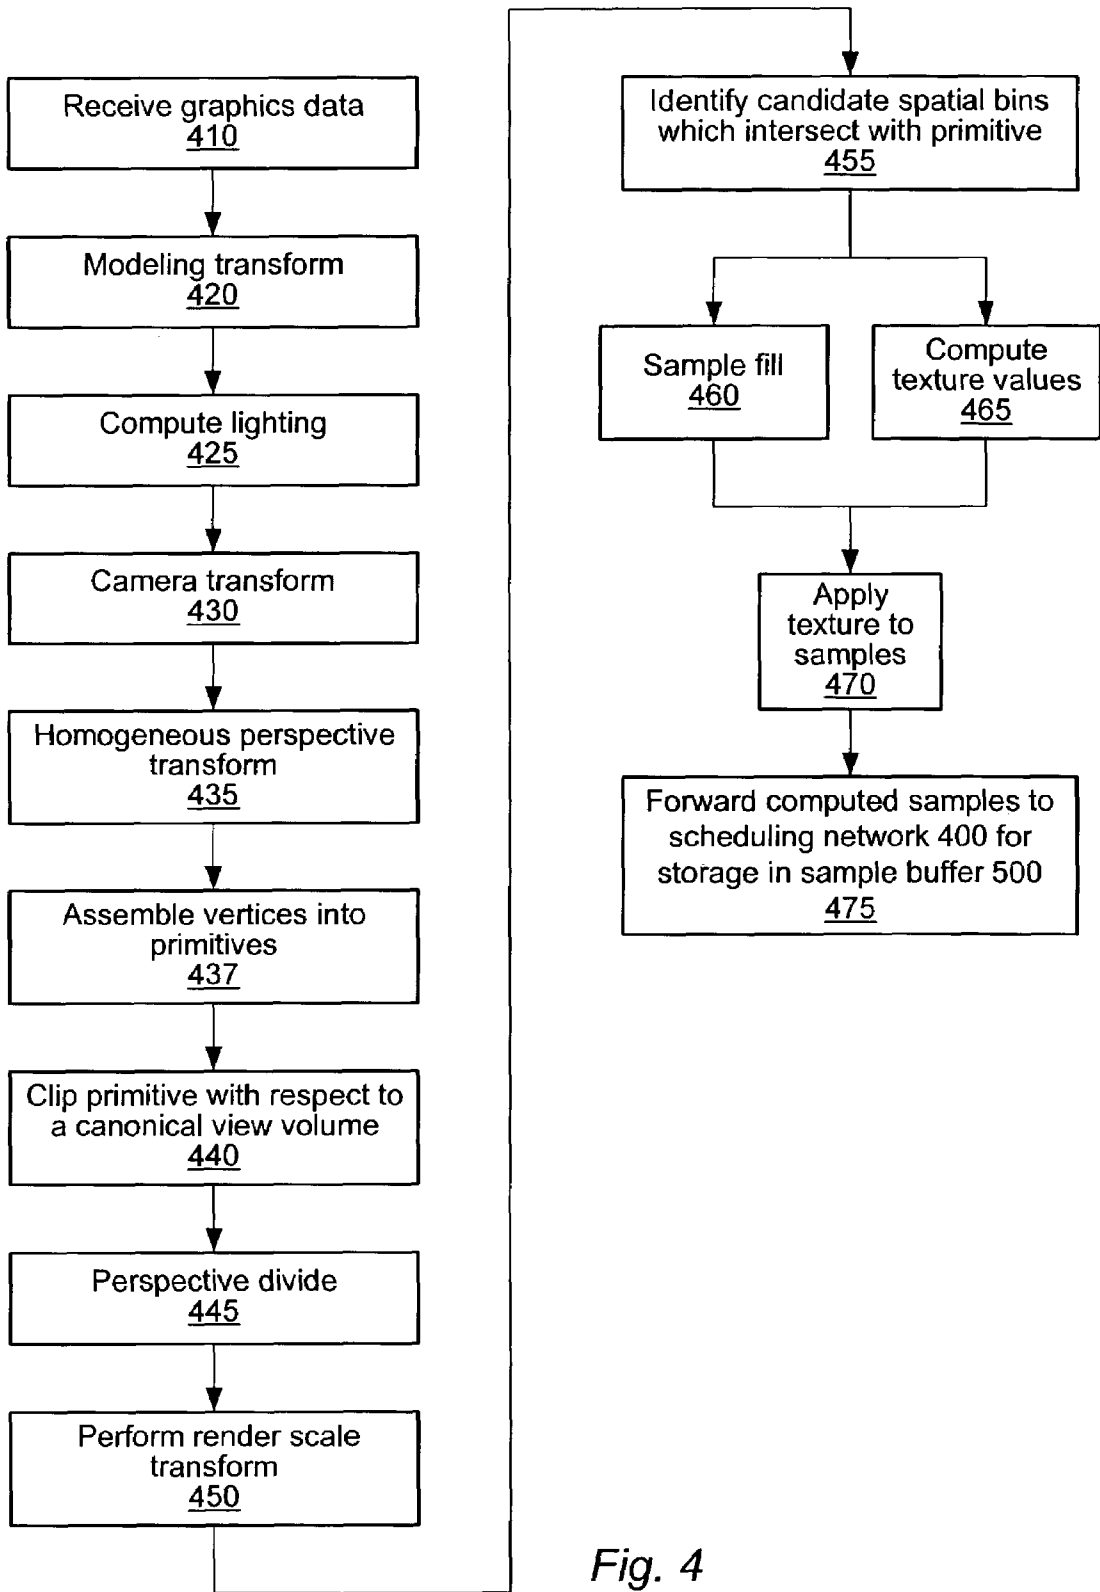 Receive graphics data
410
Modeling transform
420
Compute lighting
425
Camera transform
430
Homogeneous perspective
transform
435
Assemble vertices into
primitives
437
Clip primitive with respect to
a canonical view volume
440
Perspective divide
445
Perform render scale
transform
450
Identify candidate spatial bins
which intersect with primitive
455
Sample fill
460
Compute
texture values
465
Apply
texture to
samples
470
Forward computed samples to
scheduling network 400 for
storage in sample buffer 500
475
Fig. 4